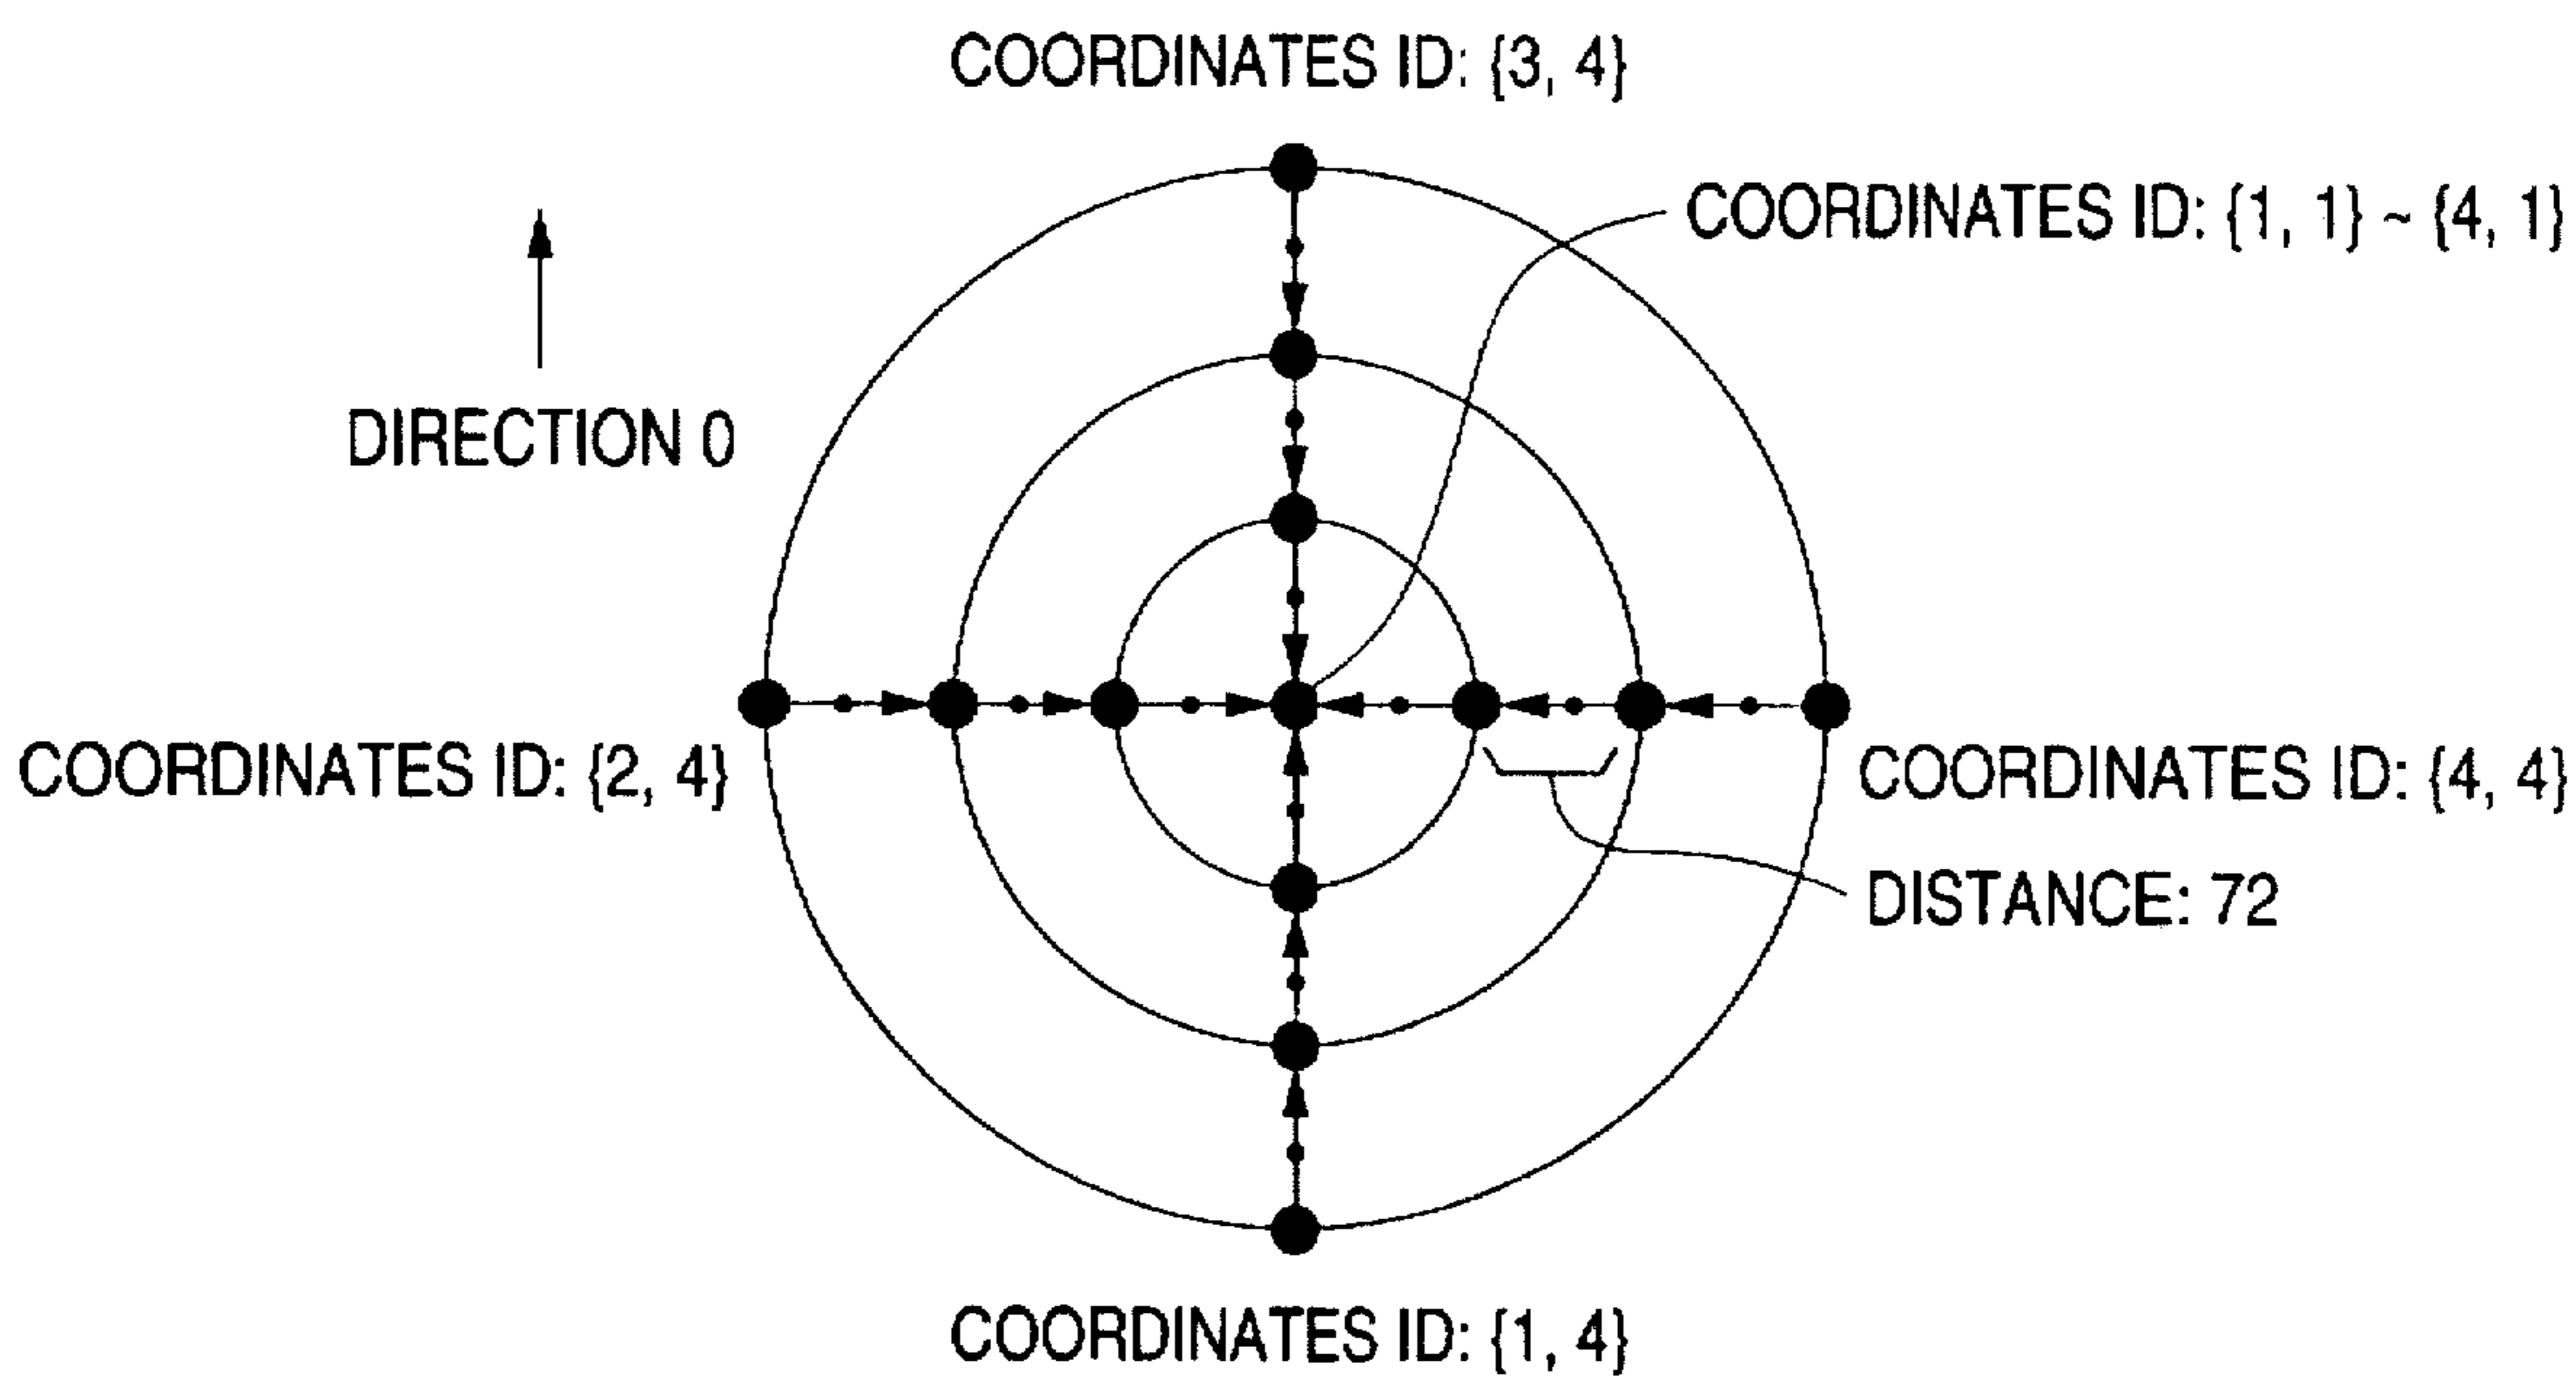 COORDINATES ID: {3, 4}
COORDINATES ID: {1, 1} ~ {4, 1}
DIRECTION 0
COORDINATES ID: {2, 4}
COORDINATES ID: {4, 4}
DISTANCE: 72
COORDINATES ID: {1, 4}